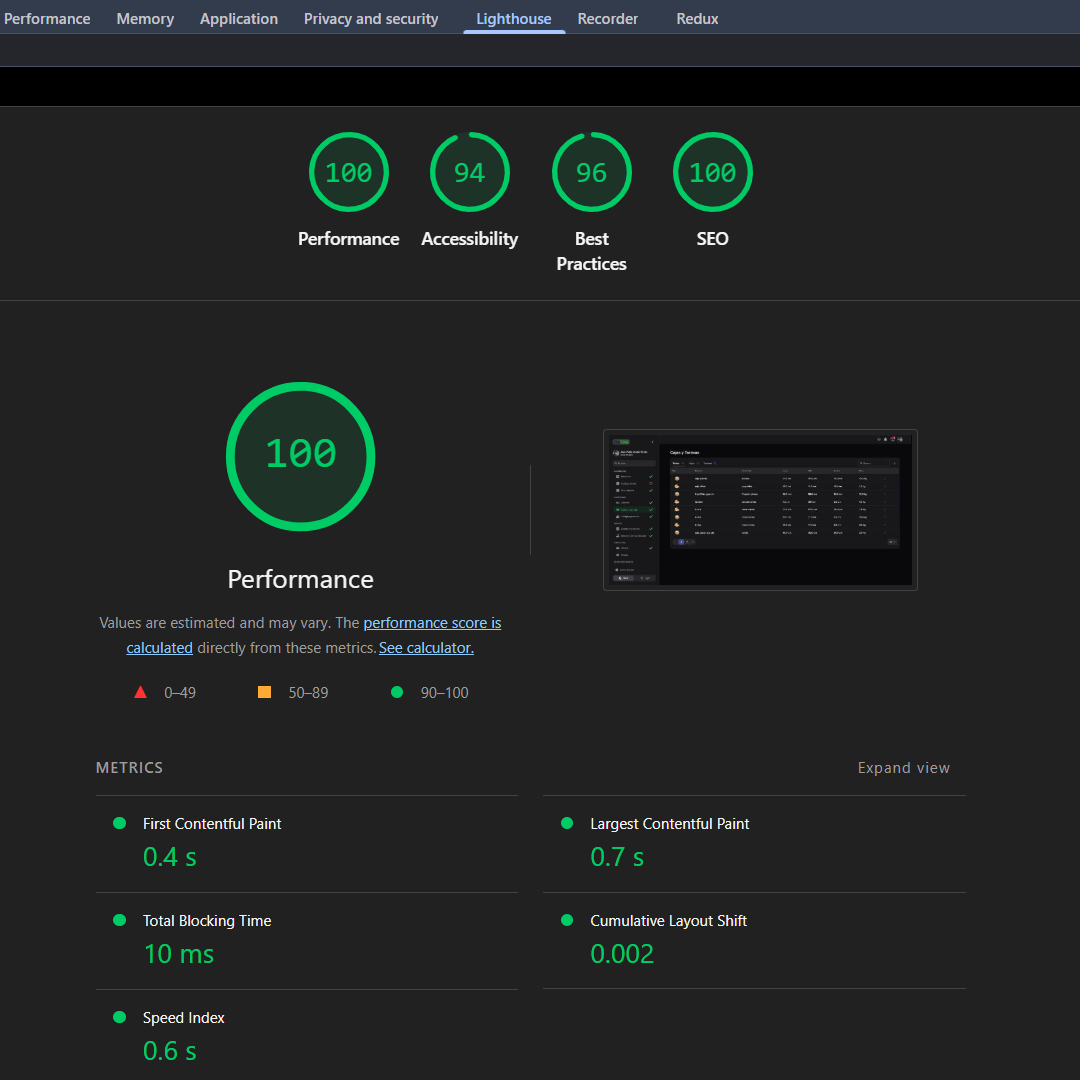 Performance Memory Application Privacy and security Lighthouse Recorder Redux
100 94 96 100
Performance Accessibility Best Practices SEO
100
Performance
Values are estimated and may vary. The performance score is
calculated directly from these metrics. See calculator.
0–49 50–89 90–100
METRICS Expand view
First Contentful Paint
0.4 s
Largest Contentful Paint
0.7 s
Total Blocking Time
10 ms
Cumulative Layout Shift
0.002
Speed Index
0.6 s